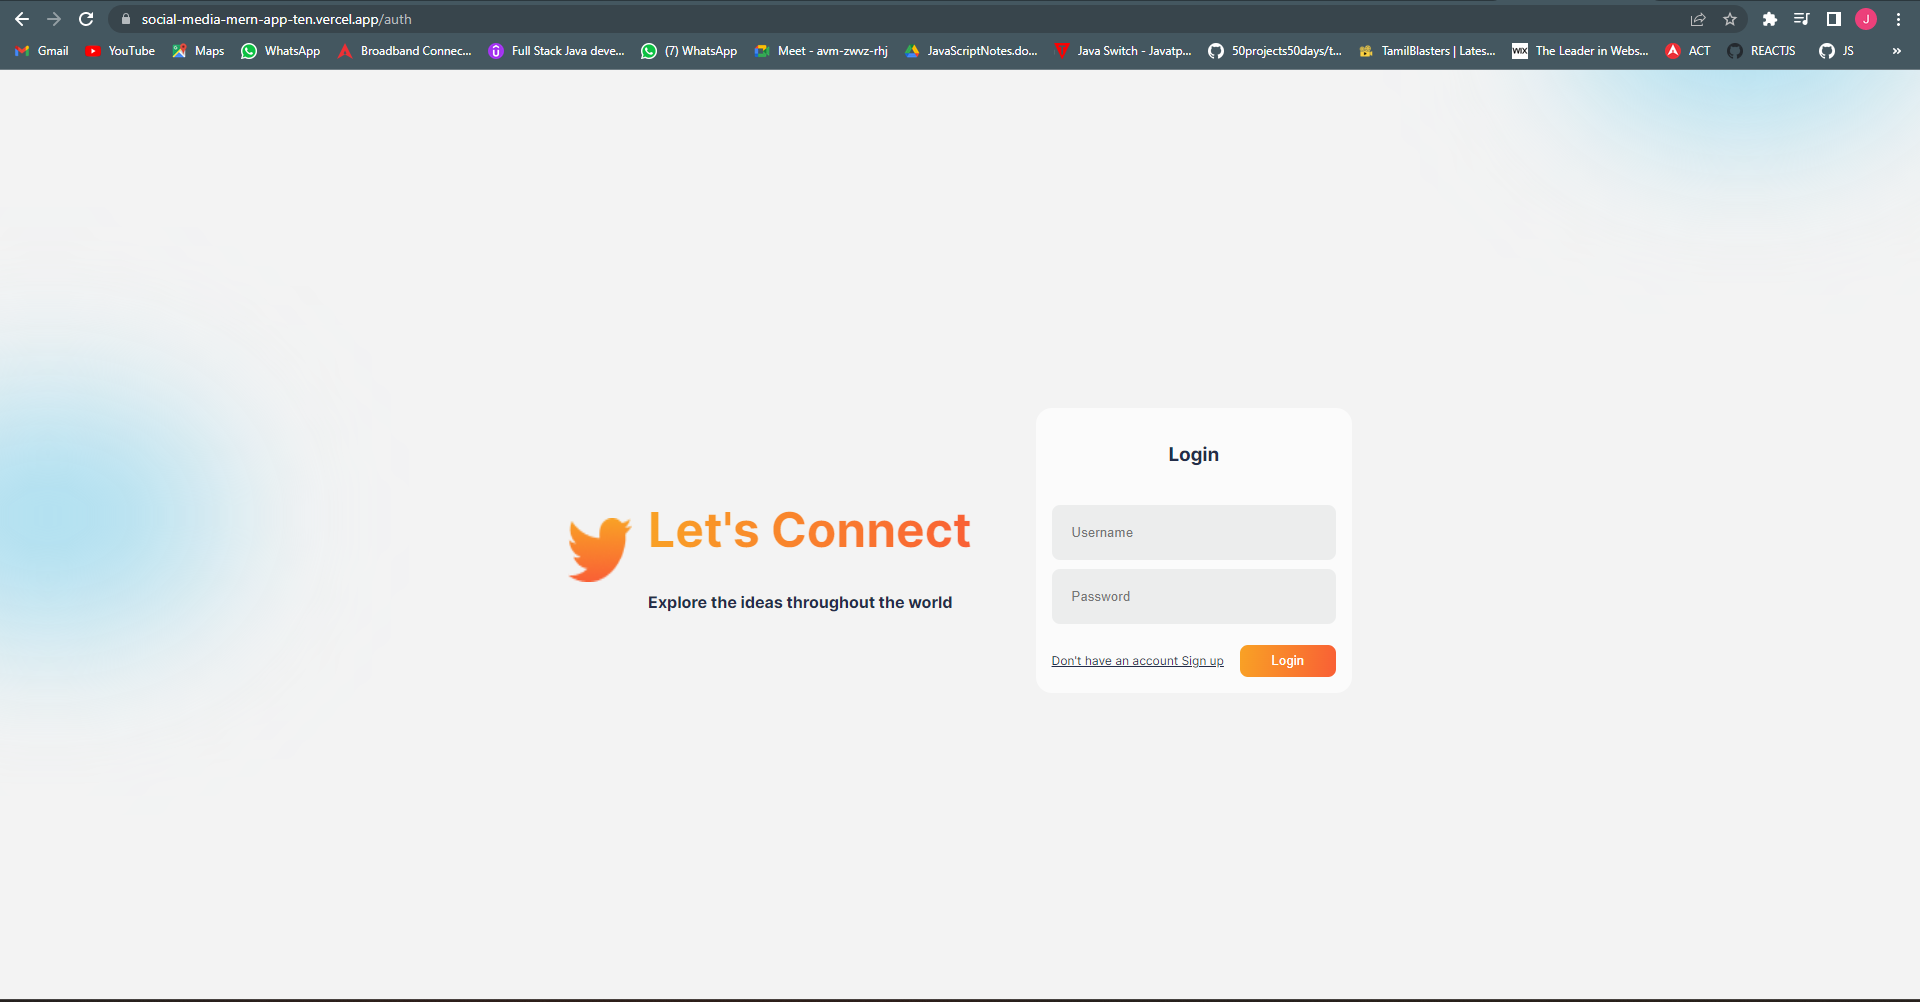 social-media-mern-app-ten.vercel.app/auth
J
Gmail
YouTube
Maps
WhatsApp
Broadband Connec...
Full Stack Java deve...
(7) WhatsApp
Meet - avm-zwvz-rhj
JavaScriptNotes.do...
Java Switch - Javatp...
50projects50days/t...
TamilBlasters | Lates...
WIX
The Leader in Webs...
ACT
REACTJS
JS
»
Let's Connect
Explore the ideas throughout the world
Login
Username
Password
Don't have an account Sign up
Login